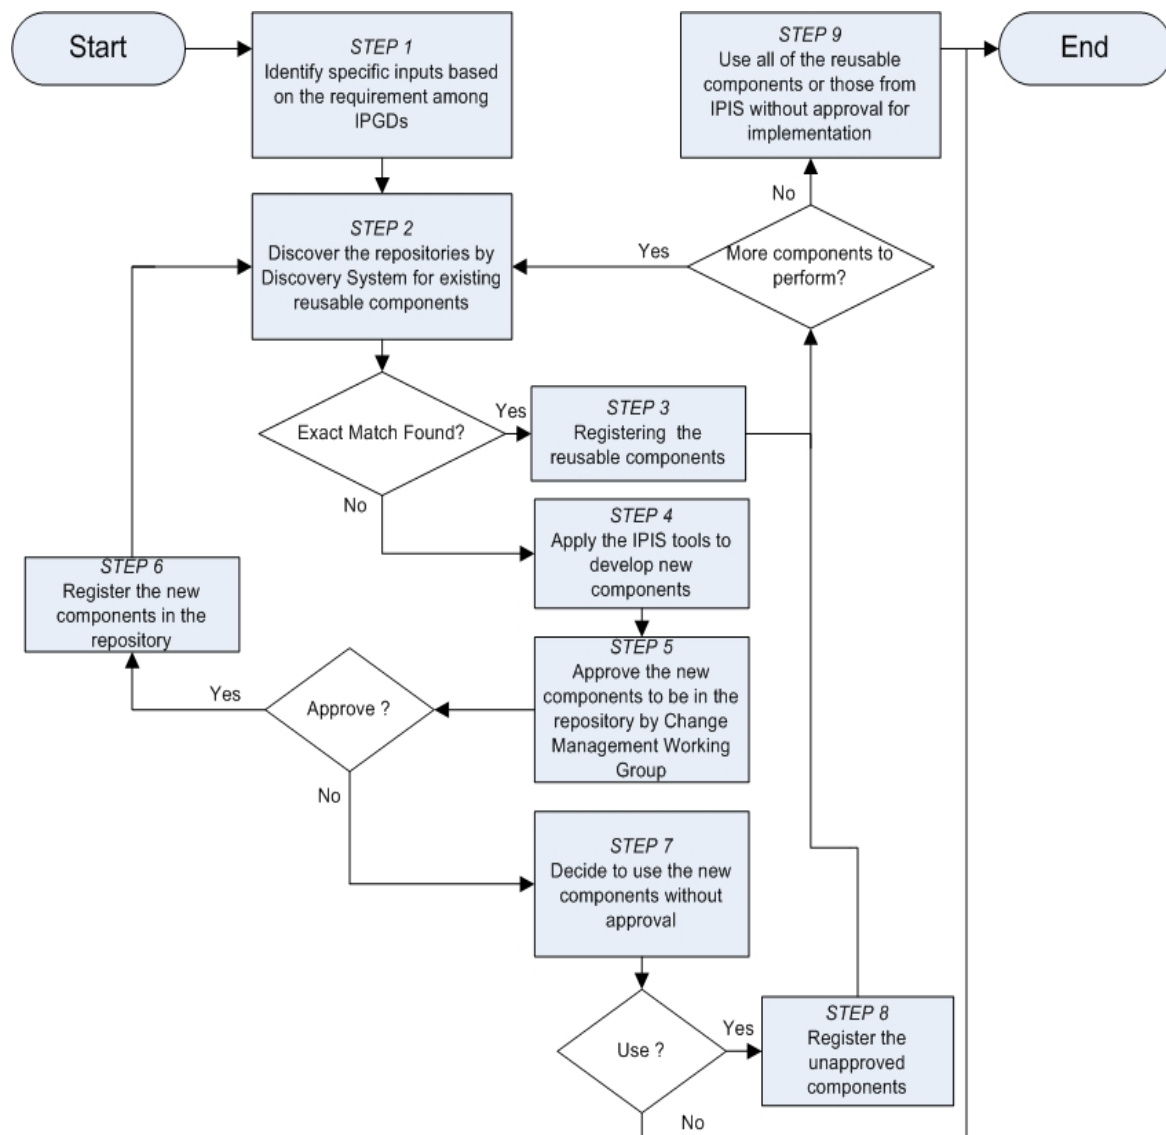 Start
STEP 1
Identify specific inputs based
on the requirement among
IPGDs
STEP 9
Use all of the reusable
components or those from
IPIS without approval for
implementation
End
No
STEP 2
Discover the repositories by
Discovery System for existing
reusable components
Yes
More components to
perform?
Exact Match Found?
Yes
STEP 3
Registering the
reusable components
No
STEP 4
Apply the IPIS tools to
develop new
components
STEP 6
Register the new
components in the
repository
STEP 5
Approve the new
components to be in the
repository by Change
Management Working
Group
Yes
Approve ?
No
STEP 7
Decide to use the new
components without
approval
Use ?
Yes
STEP 8
Register the
unapproved
components
No